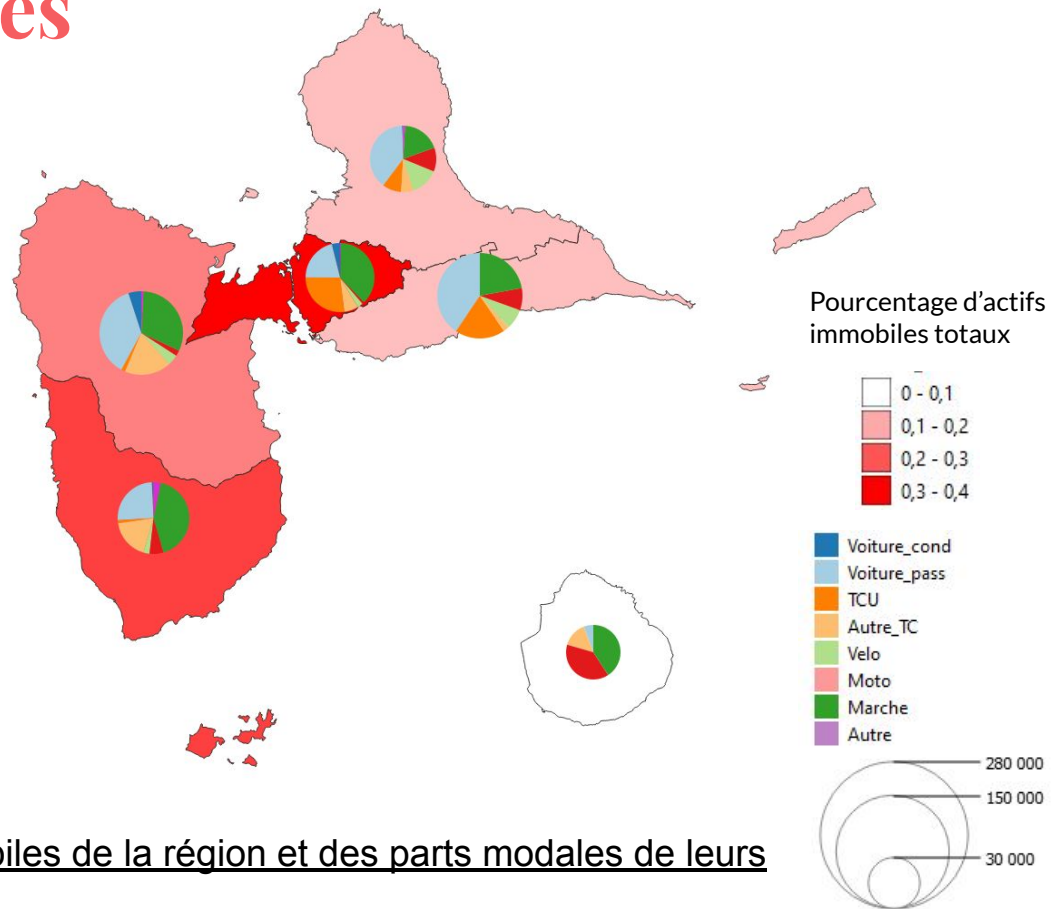 es
Pourcentage d'actifs
immobiles totaux
0 - 0,1
0,1 - 0,2
0,2 - 0,3
0,3 - 0,4
Voiture_cond
Voiture_pass
TCU
Autre_TC
Velo
Moto
Marche
Autre
280 000
150 000
30 000
biles de la région et des parts modales de leurs